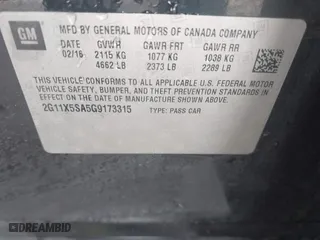 GM
MFD BY GENERAL MOTORS OF CANADA COMPANY
DATE GVWR GAWR FRT GAWR RR
02/16 2115 KG 1077 KG 1038 KG
4662 LB 2373 LB 2289 LB
THIS VEHICLE CONFORMS TO ALL APPLICABLE U.S. FEDERAL MOTOR
VEHICLE SAFETY, BUMPER, AND THEFT PREVENTION STANDARDS
IN EFFECT ON THE DATE OF MANUFACTURE SHOWN ABOVE.
2G11X5SA5G9173315 TYPE: PASS CAR
AUTOBIDMASTER